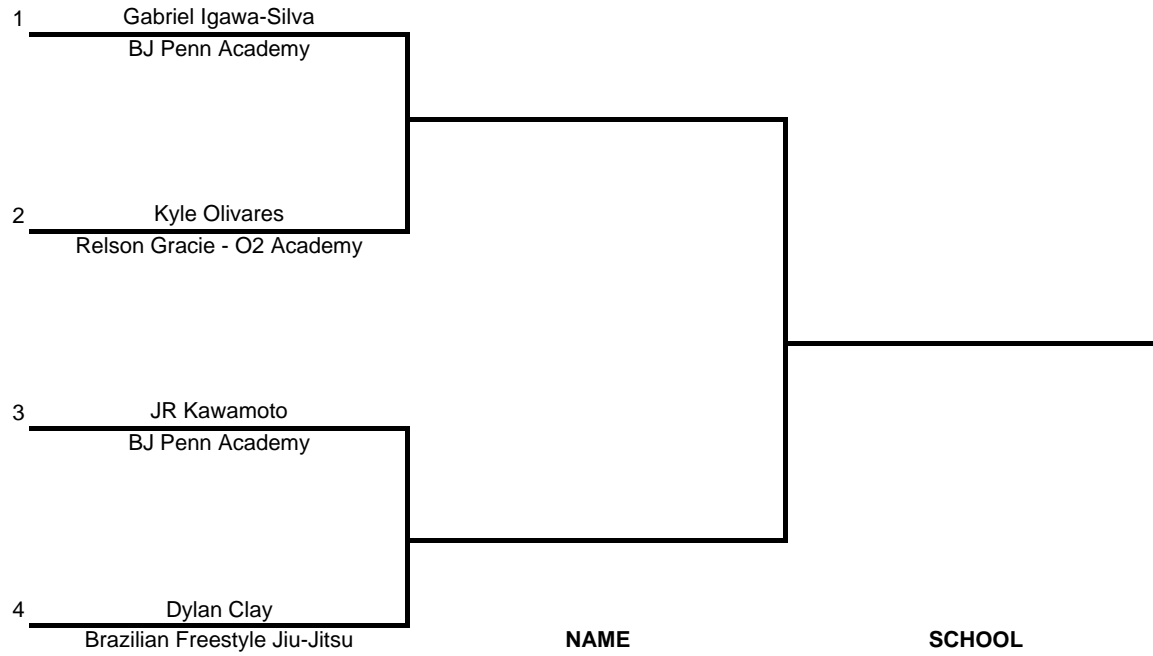 1 Gabriel Igawa-Silva
BJ Penn Academy
2 Kyle Olivares
Relson Gracie - O2 Academy
3 JR Kawamoto
BJ Penn Academy
4 Dylan Clay
Brazilian Freestyle Jiu-Jitsu NAME SCHOOL